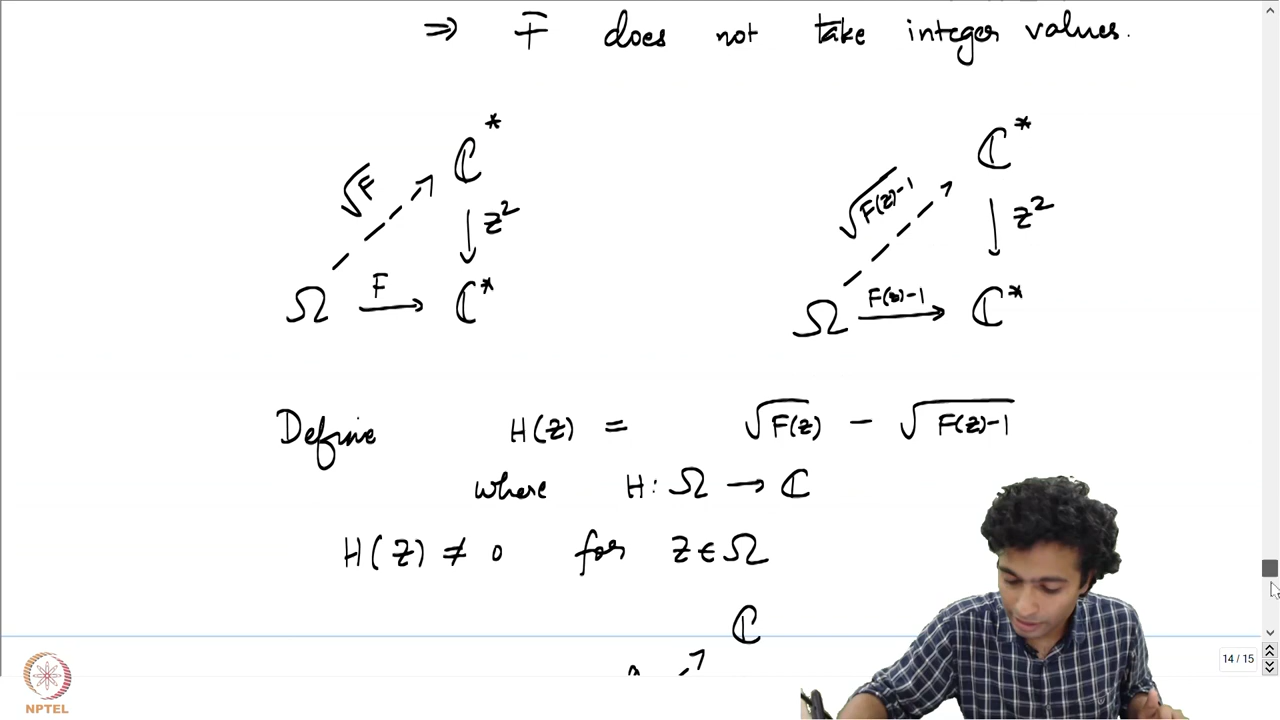 ⇒ F does not take integer values.
ℂ* ℂ*
√F √F(z)-1
↓ z² ↓ z²
Ω F → ℂ* Ω F(z)-1 → ℂ*
Define H(z) = √F(z) − √F(z)-1
where H: Ω → ℂ
H(z) ≠ 0 for z ∈ Ω
ℂ
14 / 15
NPTEL